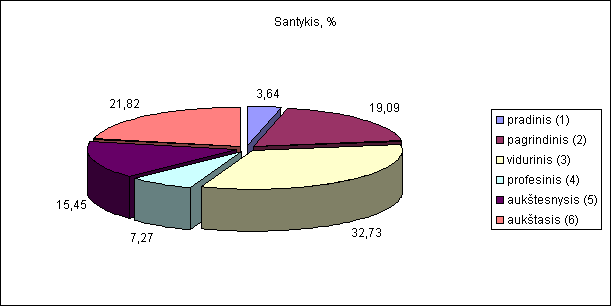 Santykis, %
3,64
19,09
21,82
15,45
7,27
32,73
pradinis (1)
pagrindinis (2)
vidurinis (3)
profesinis (4)
aukštesnysis (5)
aukštasis (6)